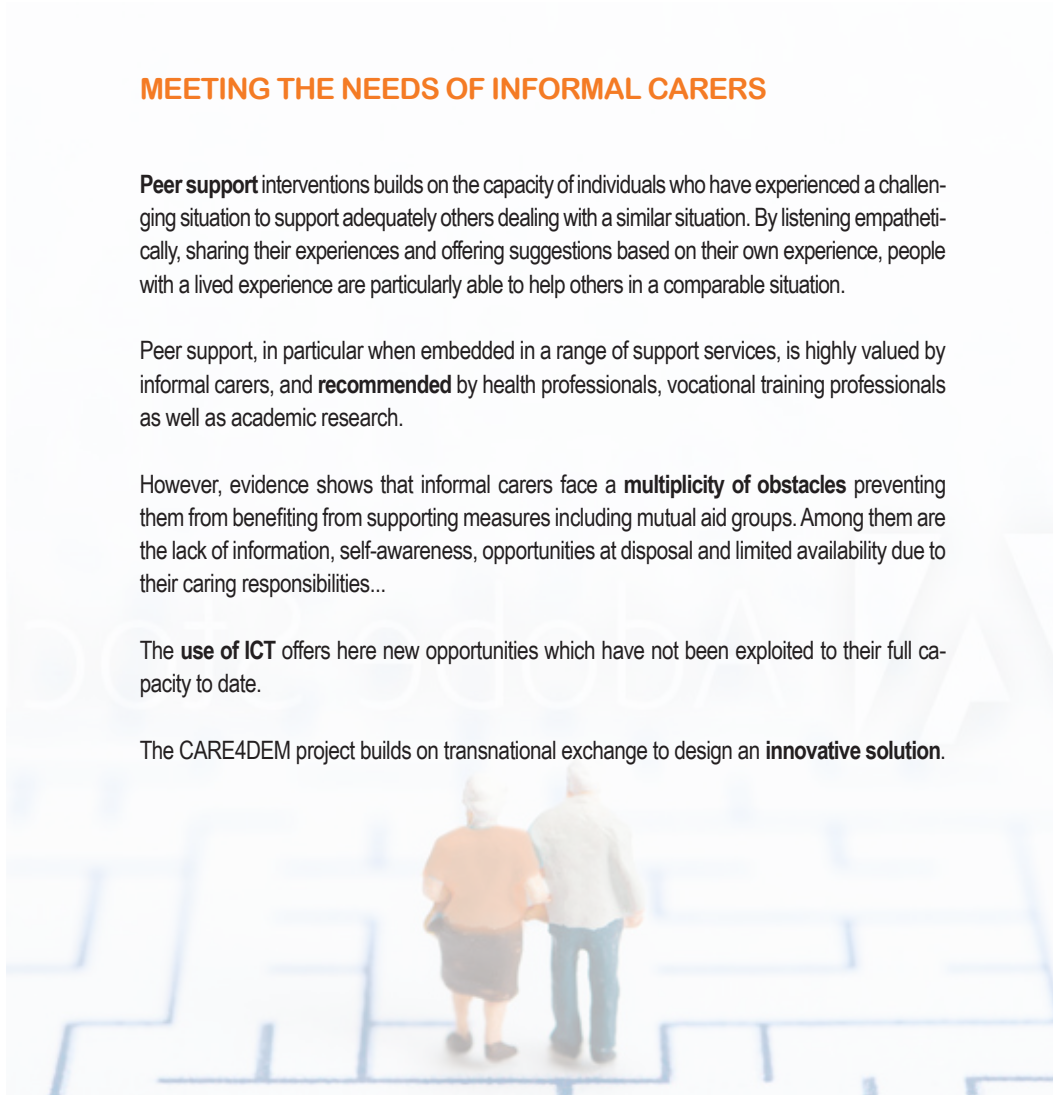 MEETING THE NEEDS OF INFORMAL CARERS
Peer support interventions builds on the capacity of individuals who have experienced a challen-
ging situation to support adequately others dealing with a similar situation. By listening empatheti-
cally, sharing their experiences and offering suggestions based on their own experience, people
with a lived experience are particularly able to help others in a comparable situation.
Peer support, in particular when embedded in a range of support services, is highly valued by
informal carers, and recommended by health professionals, vocational training professionals
as well as academic research.
However, evidence shows that informal carers face a multiplicity of obstacles preventing
them from benefiting from supporting measures including mutual aid groups. Among them are
the lack of information, self-awareness, opportunities at disposal and limited availability due to
their caring responsibilities...
The use of ICT offers here new opportunities which have not been exploited to their full ca-
pacity to date.
The CARE4DEM project builds on transnational exchange to design an innovative solution.
Adobe Stoc